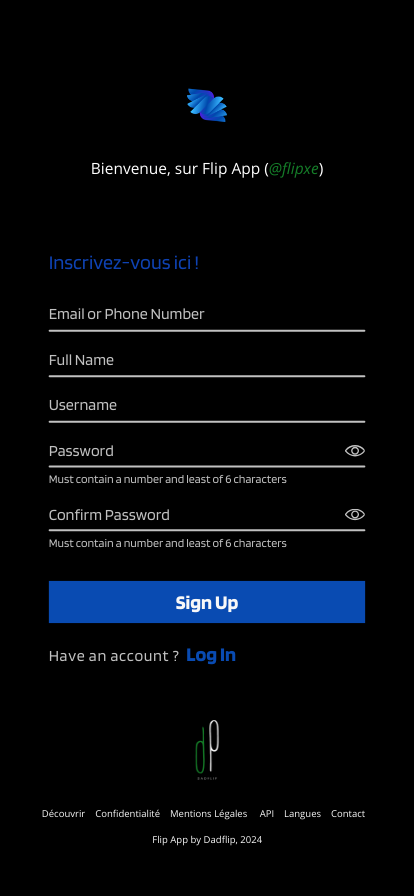 Bienvenue, sur Flip App (@flipxe)
Inscrivez-vous ici !
Email or Phone Number
Full Name
Username
Password
Must contain a number and least of 6 characters
Confirm Password
Must contain a number and least of 6 characters
Sign Up
Have an account ? Log In
dp
DADFLIP
Découvrir Confidentialité Mentions Légales API Langues Contact
Flip App by Dadflip, 2024